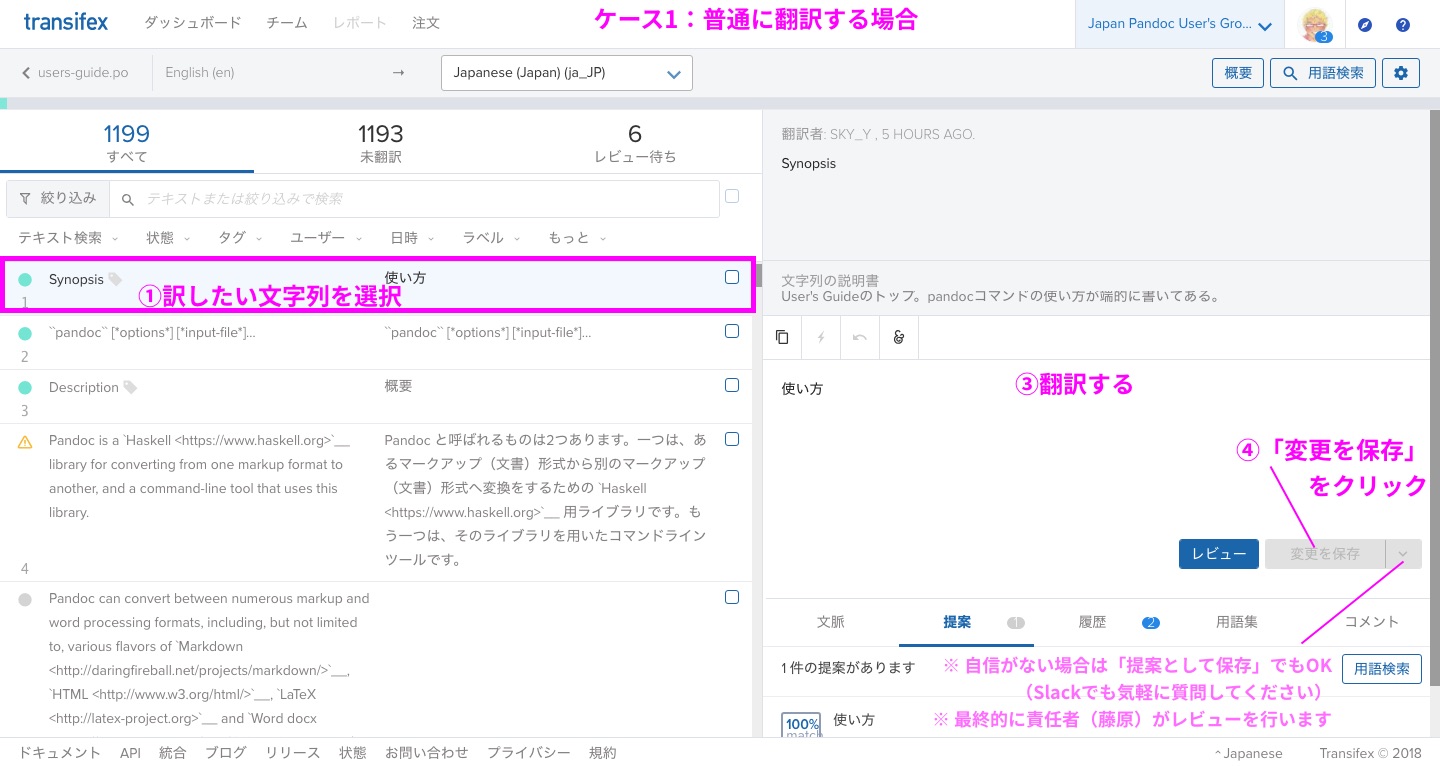 transifex ダッシュボード チーム レポート 注文 ケース1：普通に翻訳する場合 Japan Pandoc User's Gro... 3
users-guide.po English (en) → Japanese (Japan) (ja_JP) 概要 用語検索
1199 1193 6
すべて 未翻訳 レビュー待ち
絞り込み テキストまたは絞り込みで検索
テキスト検索 状態 タグ ユーザー 日時 ラベル もっと
Synopsis 使い方
①訳したい文字列を選択
1
``pandoc`` [*options*] [*input-file*]... ``pandoc`` [*options*] [*input-file*]...
2
Description 概要
3
Pandoc is a `Haskell <https://www.haskell.org>`__
library for converting from one markup format to
another, and a command-line tool that uses this
library.
Pandoc と呼ばれるものは2つあります。一つは、あ
るマークアップ（文書）形式から別のマークアップ
（文書）形式へ変換をするための `Haskell
<https://www.haskell.org>`__ 用ライブラリです。も
う一つは、そのライブラリを用いたコマンドライン
ツールです。
4
Pandoc can convert between numerous markup and
word processing formats, including, but not limited
to, various flavors of `Markdown
<http://daringfireball.net/projects/markdown/>`__,
`HTML <http://www.w3.org/html/>`__, `LaTeX
<http://latex-project.org>`__ and `Word docx
翻訳者: SKY_Y , 5 HOURS AGO.
Synopsis
文字列の説明書
User's Guideのトップ。pandocコマンドの使い方が端的に書いてある。
使い方
③翻訳する
④「変更を保存」
をクリック
レビュー 変更を保存
文脈 提案 1 履歴 2 用語集 コメント
1 件の提案があります 用語検索
※ 自信がない場合は「提案として保存」でもOK
（Slackでも気軽に質問してください）
※ 最終的に責任者（藤原）がレビューを行います
100% 使い方
match
ドキュメント API 統合 ブログ リリース 状態 お問い合わせ プライバシー 規約 ^ Japanese Transifex © 2018